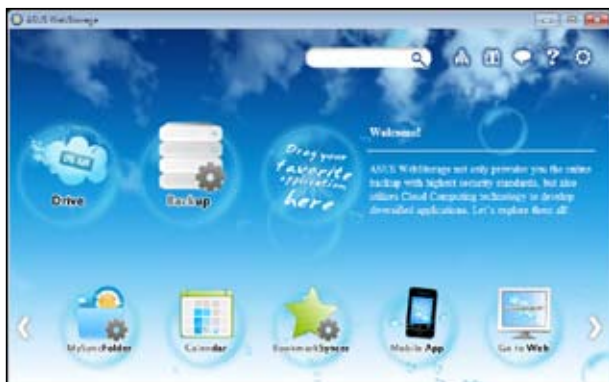 ASUS WebStorage
Drive
Backup
Drag your
favorite
application
here
Welcome!
ASUS WebStorage not only provides you the online
backup with highest security standards, but also
utilizes Cloud Computing technology to develop
diversified applications. Let's explore them all!
MySyncFolder
Calendar
BookmarkSyncer
Mobile App
Go to Web